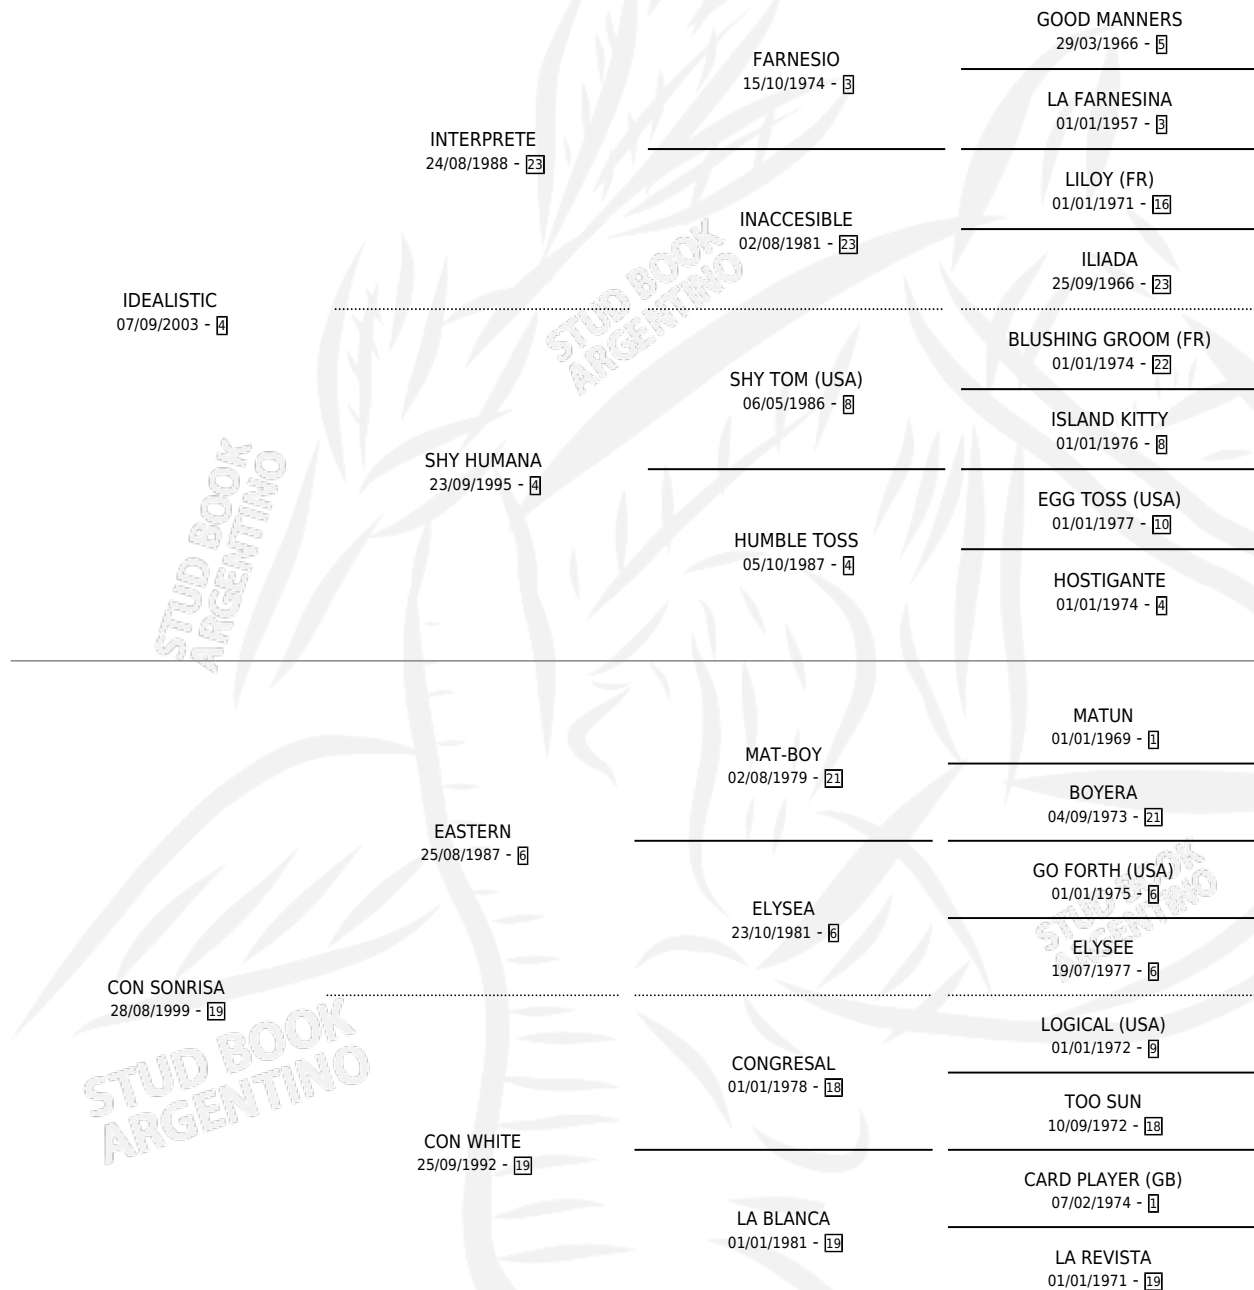 GOOD MANNERS
29/03/1966 - 5
FARNESIO
15/10/1974 - 3
LA FARNESINA
01/01/1957 - 3
INTERPRETE
24/08/1988 - 23
LILOY (FR)
01/01/1971 - 16
INACCESIBLE
02/08/1981 - 23
ILIADA
25/09/1966 - 23
IDEALISTIC
07/09/2003 - 4
BLUSHING GROOM (FR)
01/01/1974 - 22
SHY TOM (USA)
06/05/1986 - 8
ISLAND KITTY
01/01/1976 - 8
SHY HUMANA
23/09/1995 - 4
EGG TOSS (USA)
01/01/1977 - 10
HUMBLE TOSS
05/10/1987 - 4
HOSTIGANTE
01/01/1974 - 4
MATUN
01/01/1969 - 1
MAT-BOY
02/08/1979 - 21
BOYERA
04/09/1973 - 21
EASTERN
25/08/1987 - 6
GO FORTH (USA)
01/01/1975 - 6
ELYSEA
23/10/1981 - 6
ELYSEE
19/07/1977 - 6
CON SONRISA
28/08/1999 - 19
LOGICAL (USA)
01/01/1972 - 9
CONGRESAL
01/01/1978 - 18
TOO SUN
10/09/1972 - 18
CON WHITE
25/09/1992 - 19
CARD PLAYER (GB)
07/02/1974 - 1
LA BLANCA
01/01/1981 - 19
LA REVISTA
01/01/1971 - 19
STUD BOOK
ARGENTINO
STUD BOOK
ARGENTINO
STUD BOOK
ARGENTINO
STUD BOOK
ARGENTINO